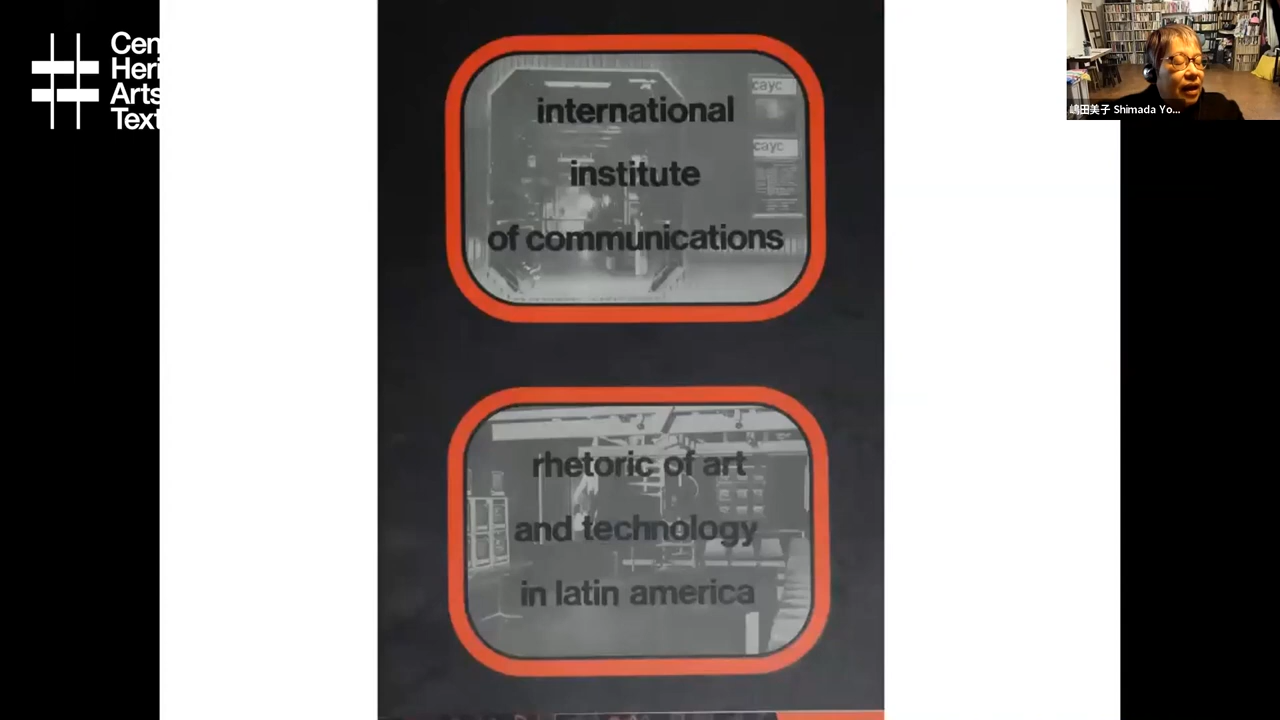 Cen
Heri
Arts
Text
international
institute
of communications
cayc
cayc
rhetoric of art
and technology
in latin america
嶋田美子 Shimada Yo...